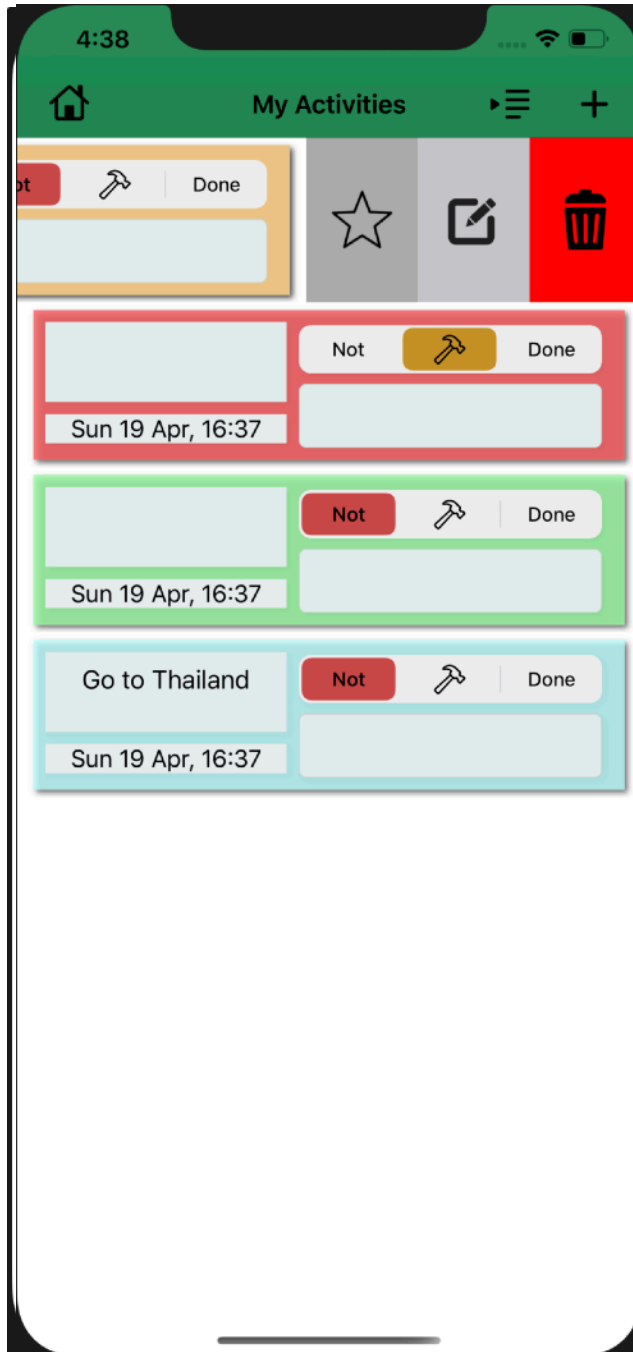 4:38
My Activities
ot Done
Not Done
Sun 19 Apr, 16:37
Not Done
Sun 19 Apr, 16:37
Go to Thailand
Not Done
Sun 19 Apr, 16:37